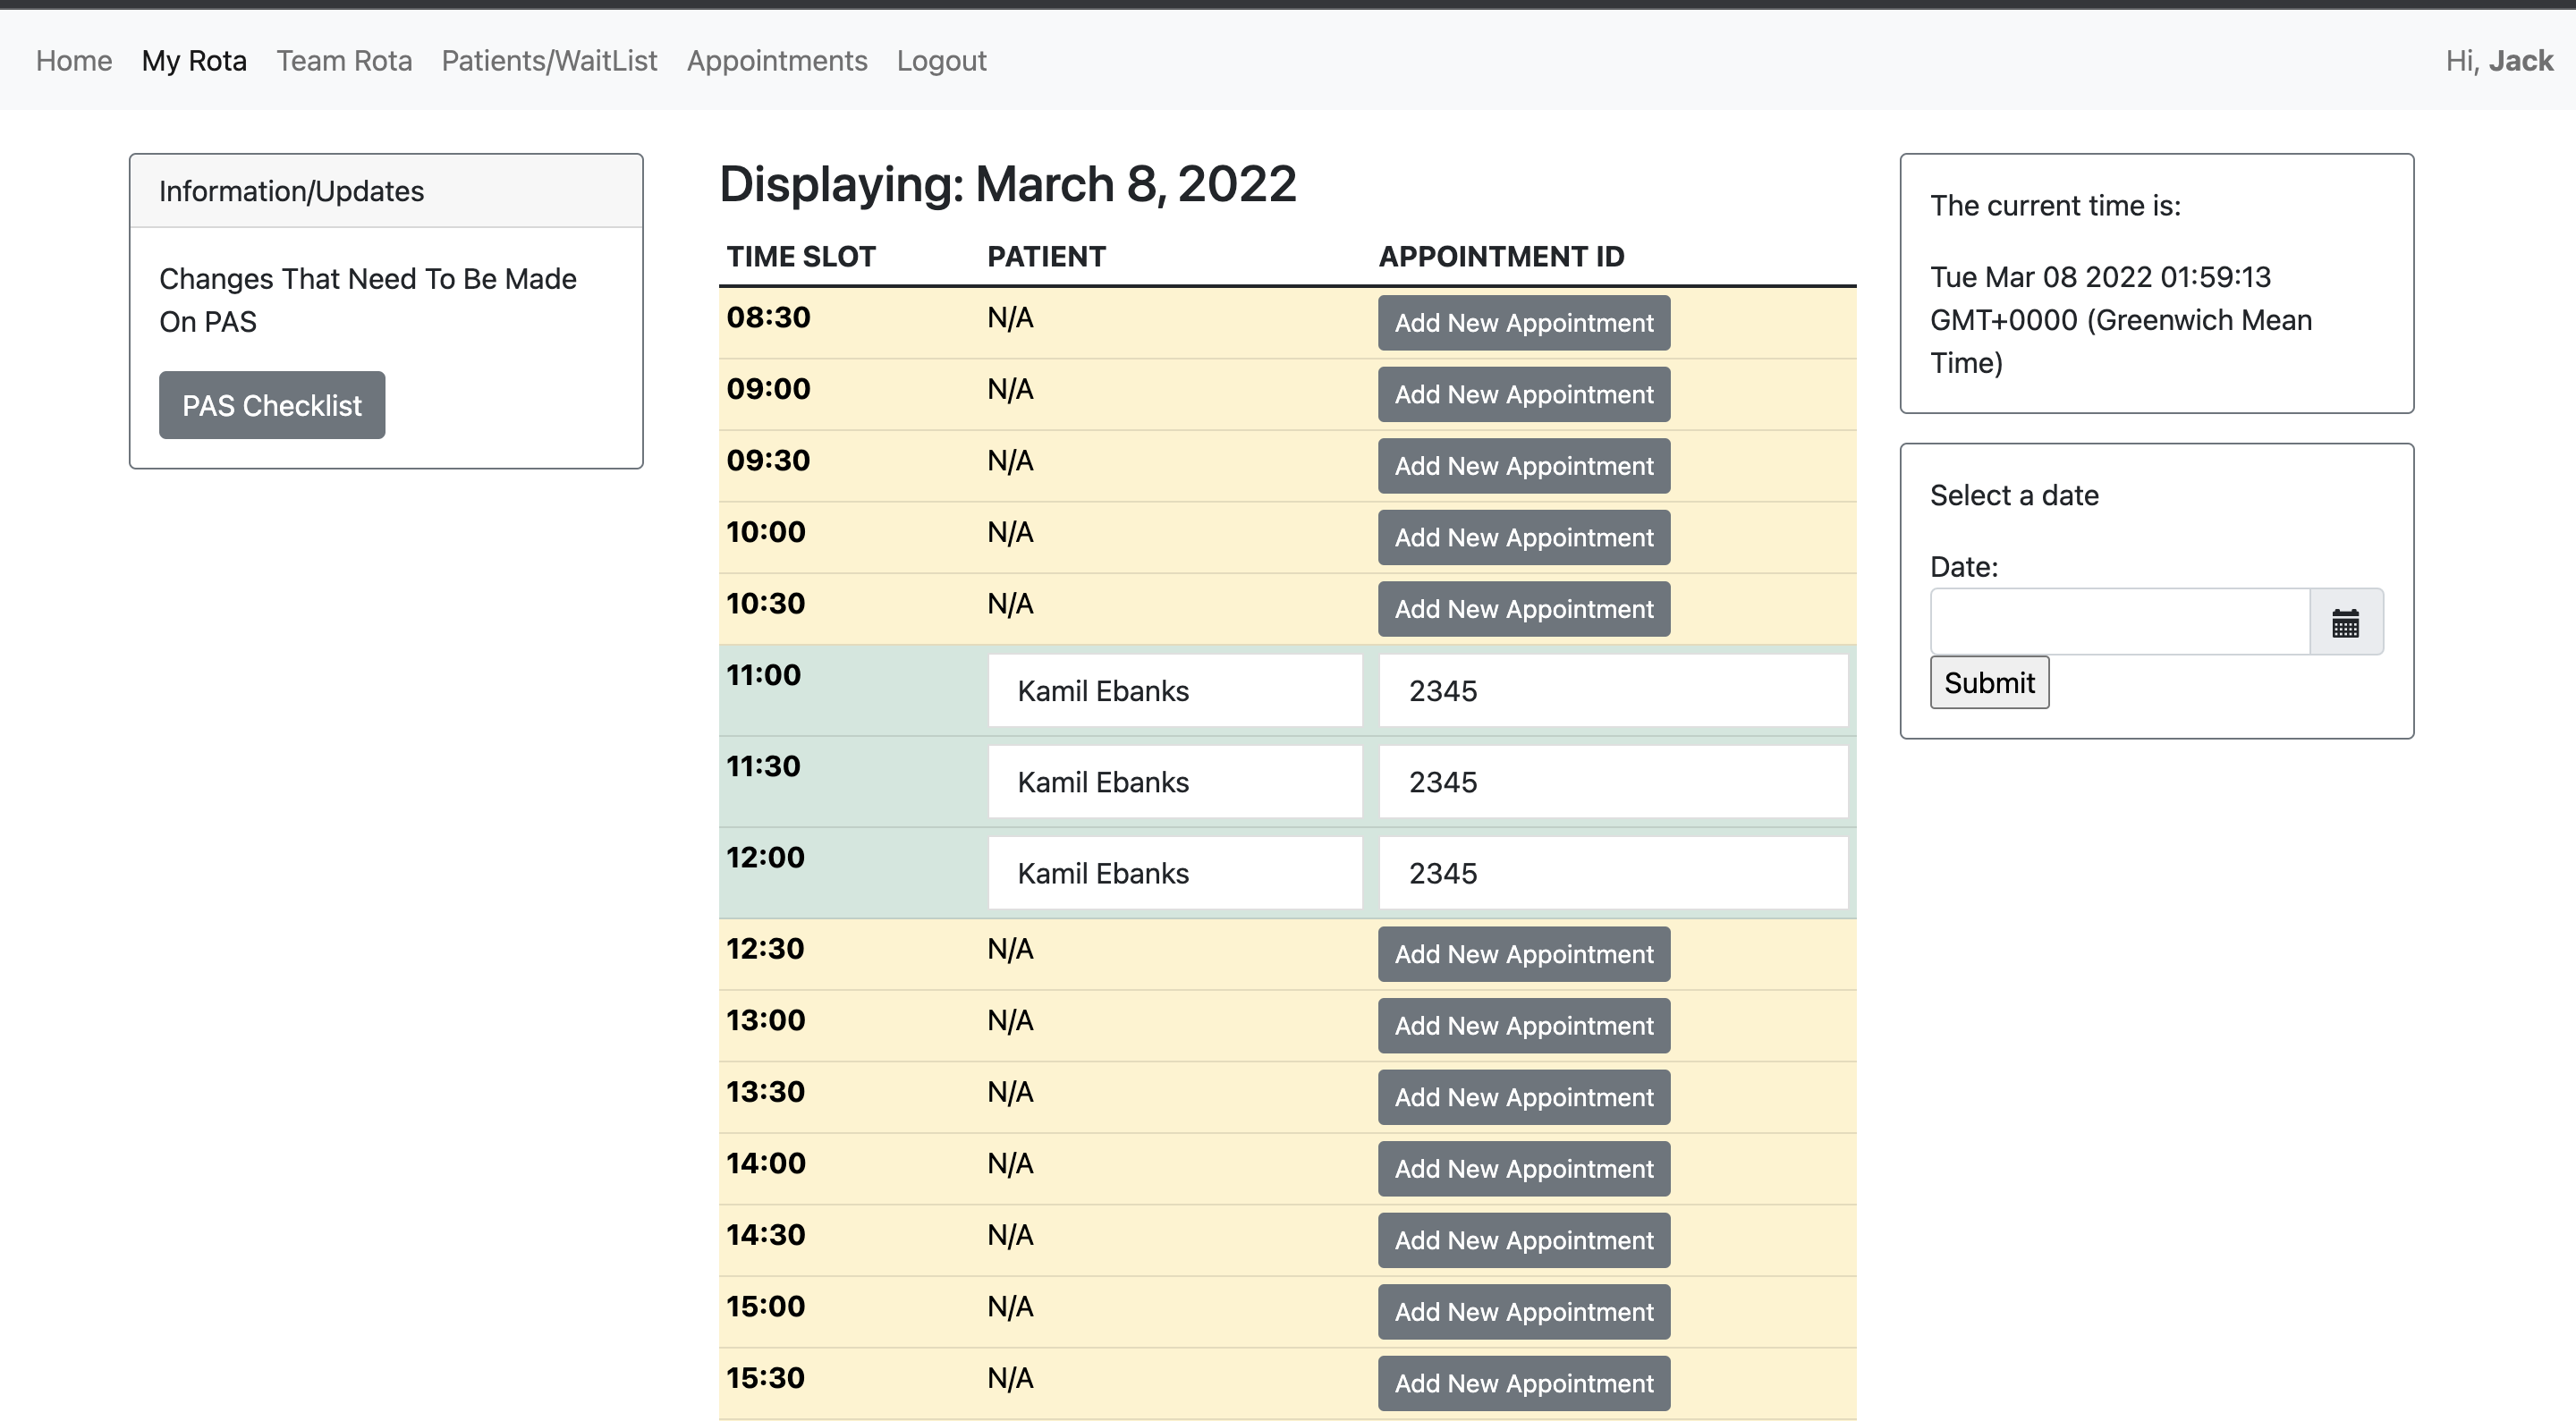 Home My Rota Team Rota Patients/WaitList Appointments Logout Hi, Jack
Information/Updates
Changes That Need To Be Made
On PAS
PAS Checklist
Displaying: March 8, 2022
TIME SLOT PATIENT APPOINTMENT ID
08:30 N/A Add New Appointment
09:00 N/A Add New Appointment
09:30 N/A Add New Appointment
10:00 N/A Add New Appointment
10:30 N/A Add New Appointment
11:00 Kamil Ebanks 2345
11:30 Kamil Ebanks 2345
12:00 Kamil Ebanks 2345
12:30 N/A Add New Appointment
13:00 N/A Add New Appointment
13:30 N/A Add New Appointment
14:00 N/A Add New Appointment
14:30 N/A Add New Appointment
15:00 N/A Add New Appointment
15:30 N/A Add New Appointment
The current time is:
Tue Mar 08 2022 01:59:13
GMT+0000 (Greenwich Mean
Time)
Select a date
Date:
Submit